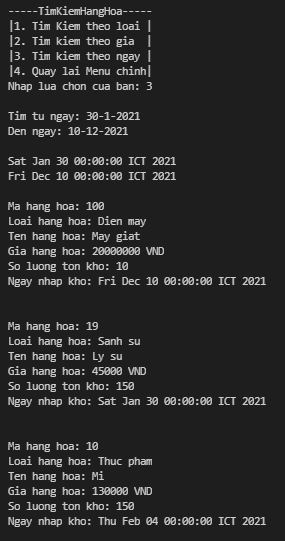 -----TimKiemHangHoa-----
|1. Tim Kiem theo loai |
|2. Tim kiem theo gia  |
|3. Tim kiem theo ngay |
|4. Quay lai Menu chinh|
Nhap lua chon cua ban: 3
Tim tu ngay: 30-1-2021
Den ngay: 10-12-2021
Sat Jan 30 00:00:00 ICT 2021
Fri Dec 10 00:00:00 ICT 2021
Ma hang hoa: 100
Loai hang hoa: Dien may
Ten hang hoa: May giat
Gia hang hoa: 20000000 VND
So luong ton kho: 10
Ngay nhap kho: Fri Dec 10 00:00:00 ICT 2021
Ma hang hoa: 19
Loai hang hoa: Sanh su
Ten hang hoa: Ly su
Gia hang hoa: 45000 VND
So luong ton kho: 150
Ngay nhap kho: Sat Jan 30 00:00:00 ICT 2021
Ma hang hoa: 10
Loai hang hoa: Thuc pham
Ten hang hoa: Mi
Gia hang hoa: 130000 VND
So luong ton kho: 150
Ngay nhap kho: Thu Feb 04 00:00:00 ICT 2021